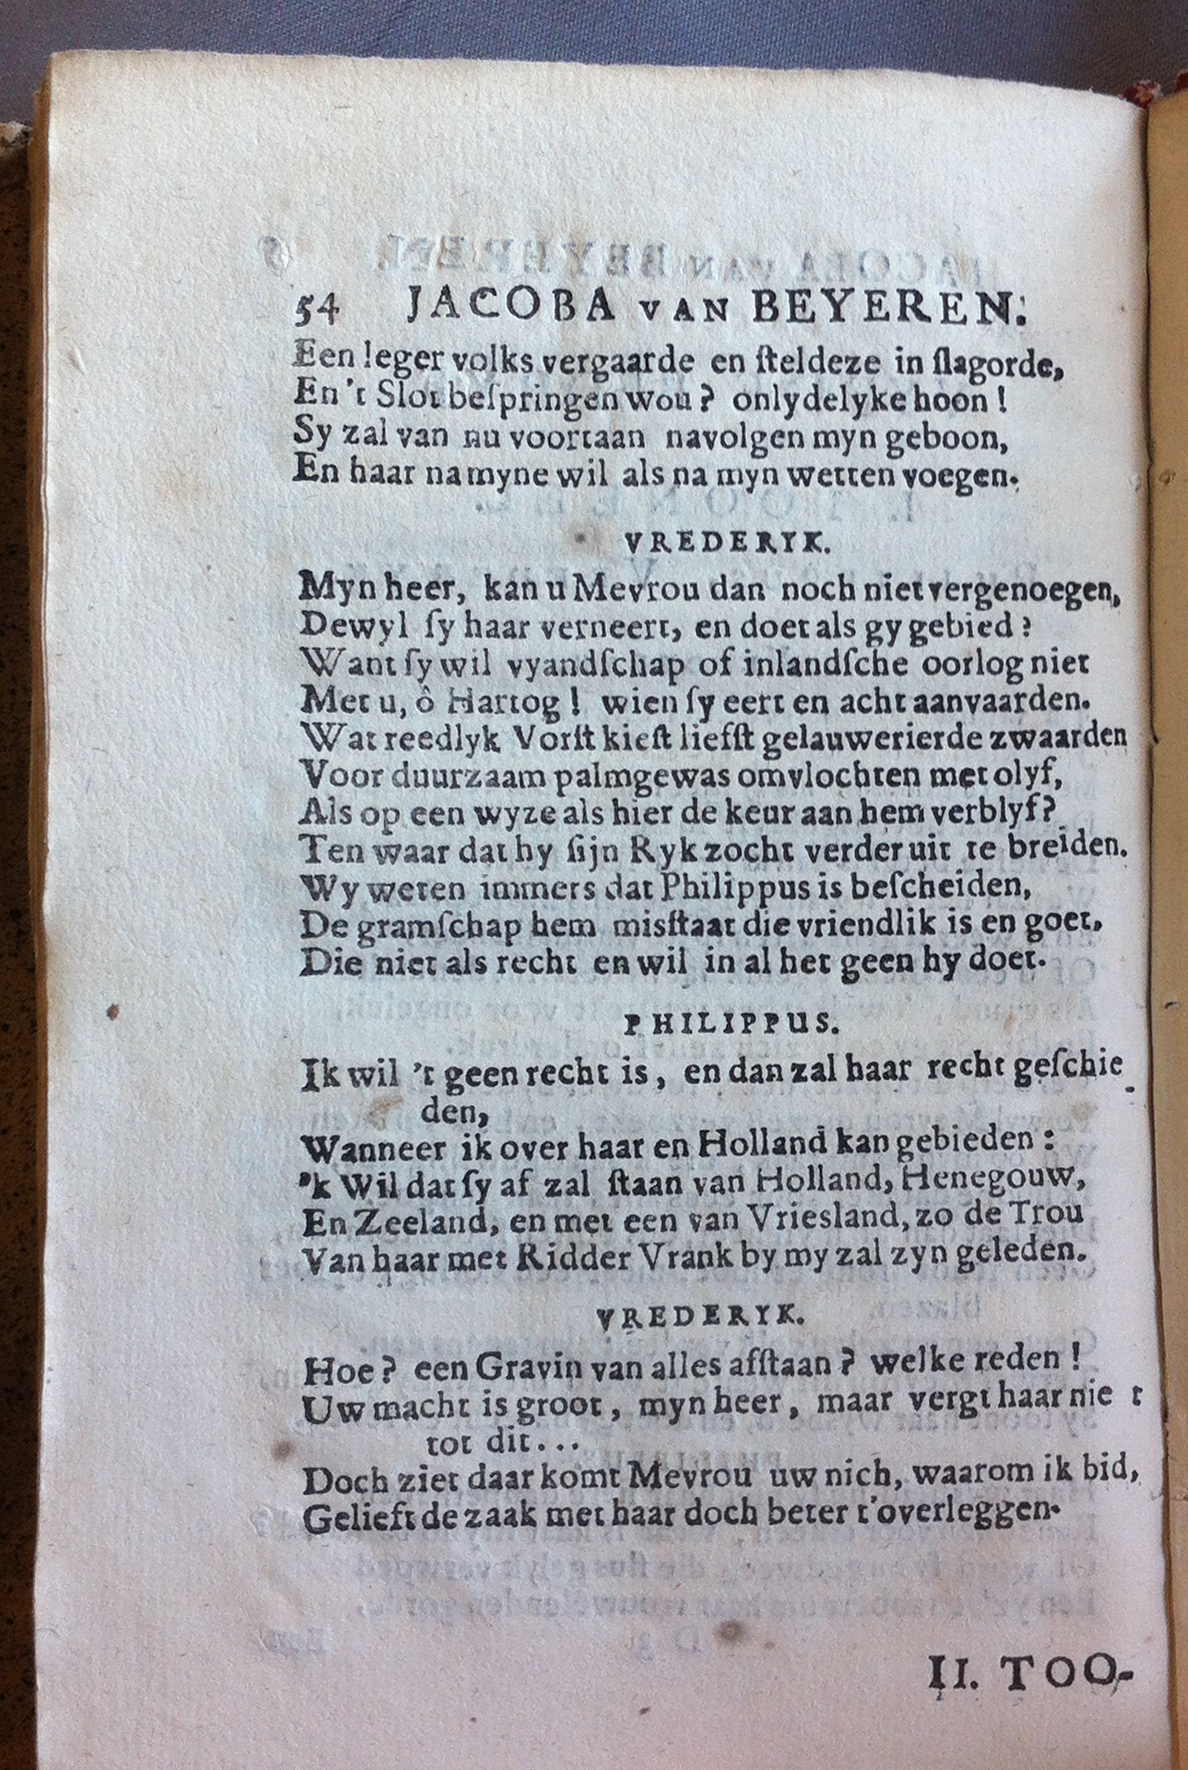 54 JACOBA VAN BEYEREN.
Een leger volks vergaarde en ſteldeze in ſlagorde,
En 't Slot beſpringen wou? onlydelyke hoon!
Sy zal van nu voortaan navolgen myn geboon,
En haar na myne wil als na myn wetten voegen.
VREDERYK.
Myn heer, kan u Mevrou dan noch niet vergenoegen,
Dewyl ſy haar verneert, en doet als gy gebied?
Want ſy wil vyandſchap of inlandſche oorlog niet
Met u, ô Hartog! wien ſy eert en acht aanvaarden.
Wat reedlyk Vorſt kieſt liefſt gelauwerierde zwaarden
Voor duurzaam palmgewas omvlochten met olyf,
Als op een wyze als hier de keur aan hem verblyf?
Ten waar dat hy ſijn Ryk zocht verder uit te breiden.
Wy weten immers dat Philippus is beſcheiden,
De gramſchap hem misſtaat die vriendlik is en goet,
Die niet als recht en wil in al het geen hy doet.
PHILIPPUS.
Ik wil 't geen recht is, en dan zal haar recht geſchie-
den,
Wanneer ik over haar en Holland kan gebieden:
'k Wil dat ſy af zal ſtaan van Holland, Henegouw,
En Zeeland, en met een van Vriesland, zo de Trou
Van haar met Ridder Vrank by my zal zyn geleden.
VREDERYK.
Hoe? een Gravin van alles afſtaan? welke reden!
Uw macht is groot, myn heer, maar vergt haar niet
tot dit...
Doch ziet daar komt Mevrou uw nich, waarom ik bid,
Gelieft de zaak met haar doch beter t'overleggen.
II. TOO-